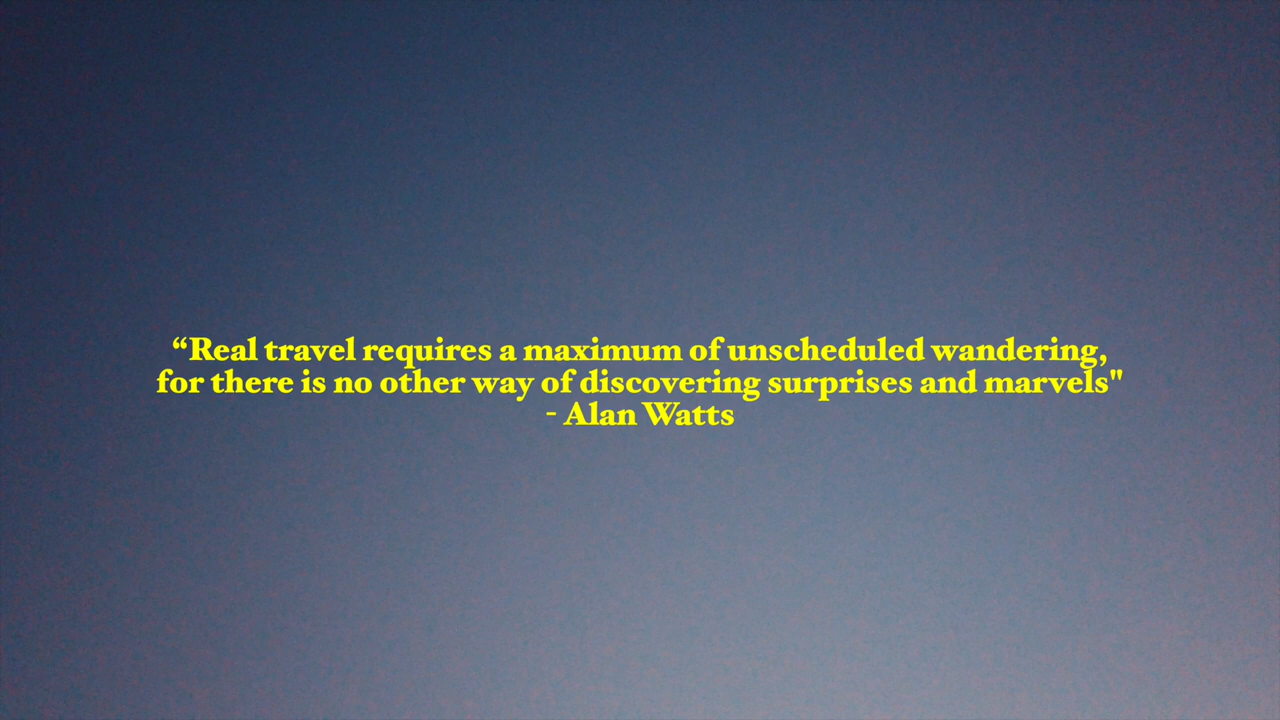 “Real travel requires a maximum of unscheduled wandering,
for there is no other way of discovering surprises and marvels"
- Alan Watts